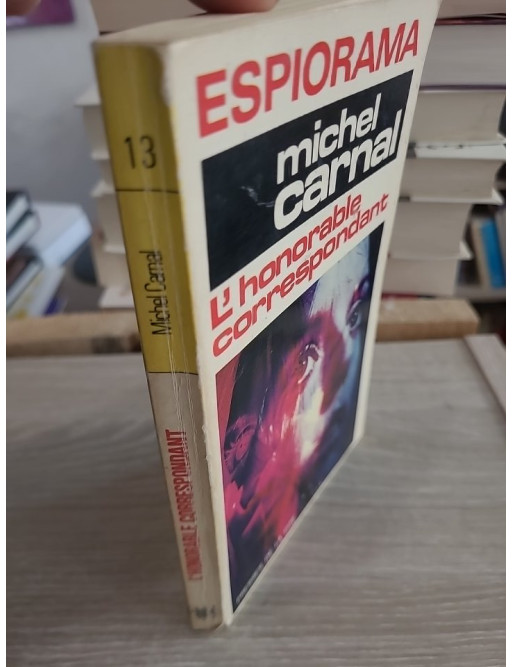 ESPIORAMA
michel
carnal
L'honorable
correspondant
13
Michel Carnal
L'HONORABLE CORRESPONDANT